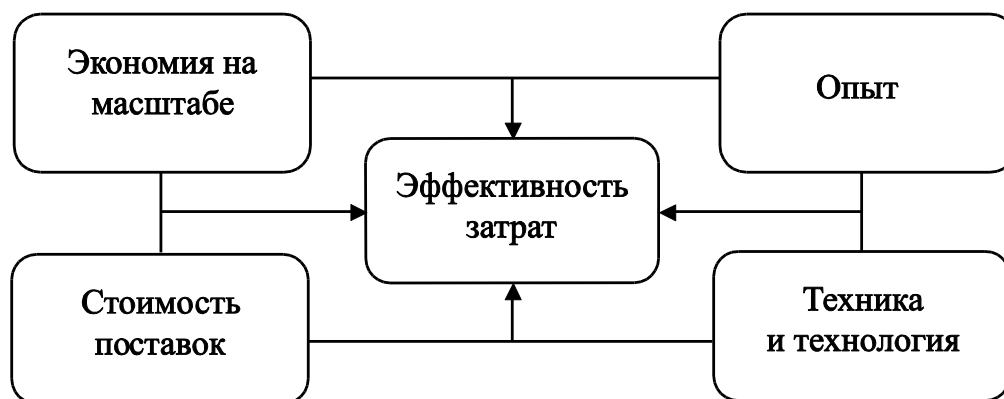 Экономия на
масштабе
Опыт
Эффективность
затрат
Стоимость
поставок
Техника
и технология